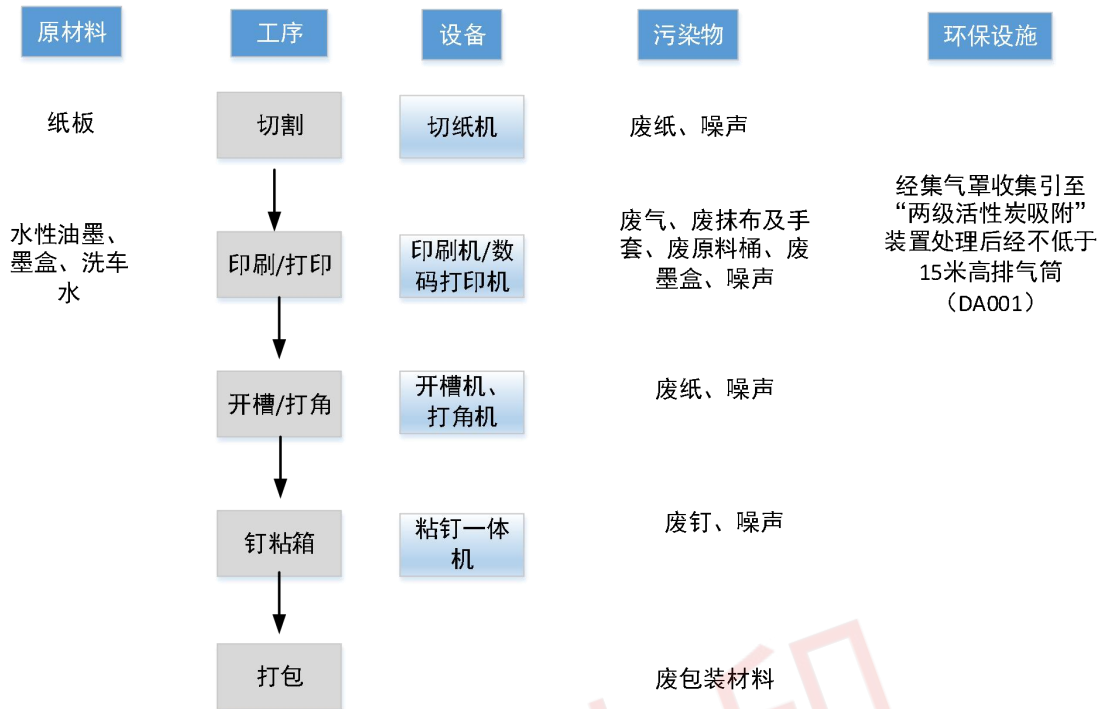 原材料
工序
设备
污染物
环保设施
纸板
切割
切纸机
废纸、噪声
水性油墨、
墨盒、洗车
水
印刷/打印
印刷机/数
码打印机
废气、废抹布及手
套、废原料桶、废
墨盒、噪声
经集气罩收集引至
“两级活性炭吸附”
装置处理后经不低于
15米高排气筒
（DA001）
开槽/打角
开槽机、
打角机
废纸、噪声
钉粘箱
粘钉一体
机
废钉、噪声
打包
废包装材料